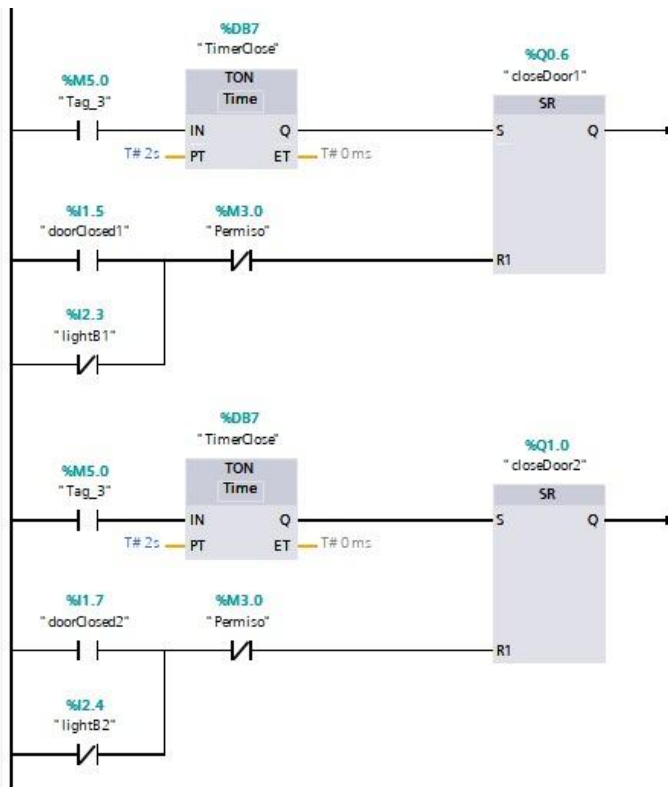 %DB7
"TimerClose"
%Q0.6
"closeDoor1"
%M5.0
"Tag_3"
TON
Time
SR
IN Q
S Q
T# 2s PT ET T# 0 ms
%I1.5
"doorClosed1"
%M3.0
"Permiso"
R1
%I2.3
"lightB1"
%DB7
"TimerClose"
%Q1.0
"closeDoor2"
%M5.0
"Tag_3"
TON
Time
SR
IN Q
S Q
T# 2s PT ET T# 0 ms
%I1.7
"doorClosed2"
%M3.0
"Permiso"
R1
%I2.4
"lightB2"